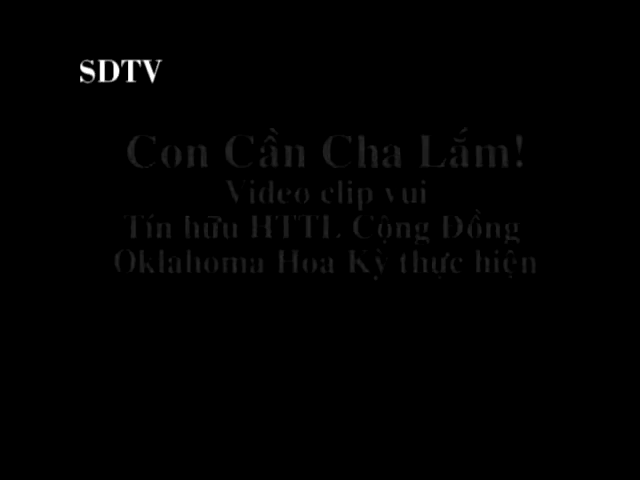 SDTV
Con Cần Cha Lắm!
Video clip vui
Tín hữu HTTL Cộng Đồng
Oklahoma Hoa Kỳ thực hiện